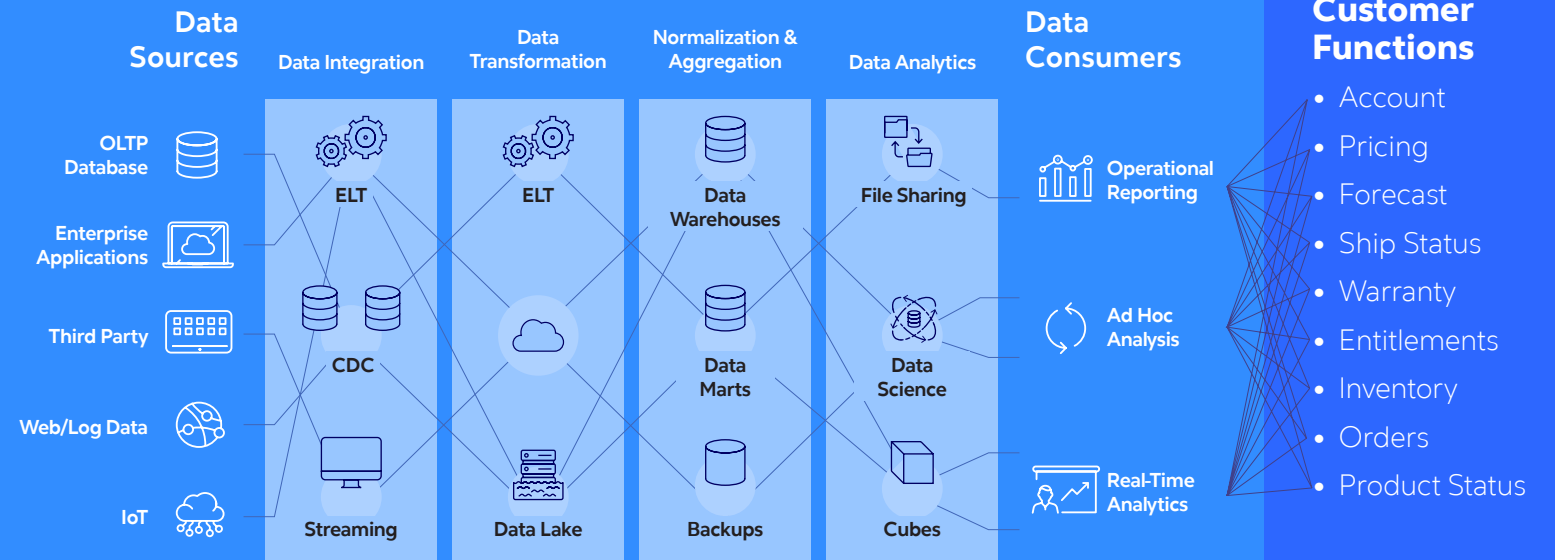 Data
Sources
Data Integration
Data
Transformation
Normalization &
Aggregation
Data Analytics
Data
Consumers
Customer
Functions
OLTP
Database
Enterprise
Applications
Third Party
Web/Log Data
IoT
ELT
CDC
Streaming
ELT
Data Lake
Data
Warehouses
Data
Marts
Backups
File Sharing
Data
Science
Cubes
Operational
Reporting
Ad Hoc
Analysis
Real-Time
Analytics
• Account
• Pricing
• Forecast
• Ship Status
• Warranty
• Entitlements
• Inventory
• Orders
• Product Status